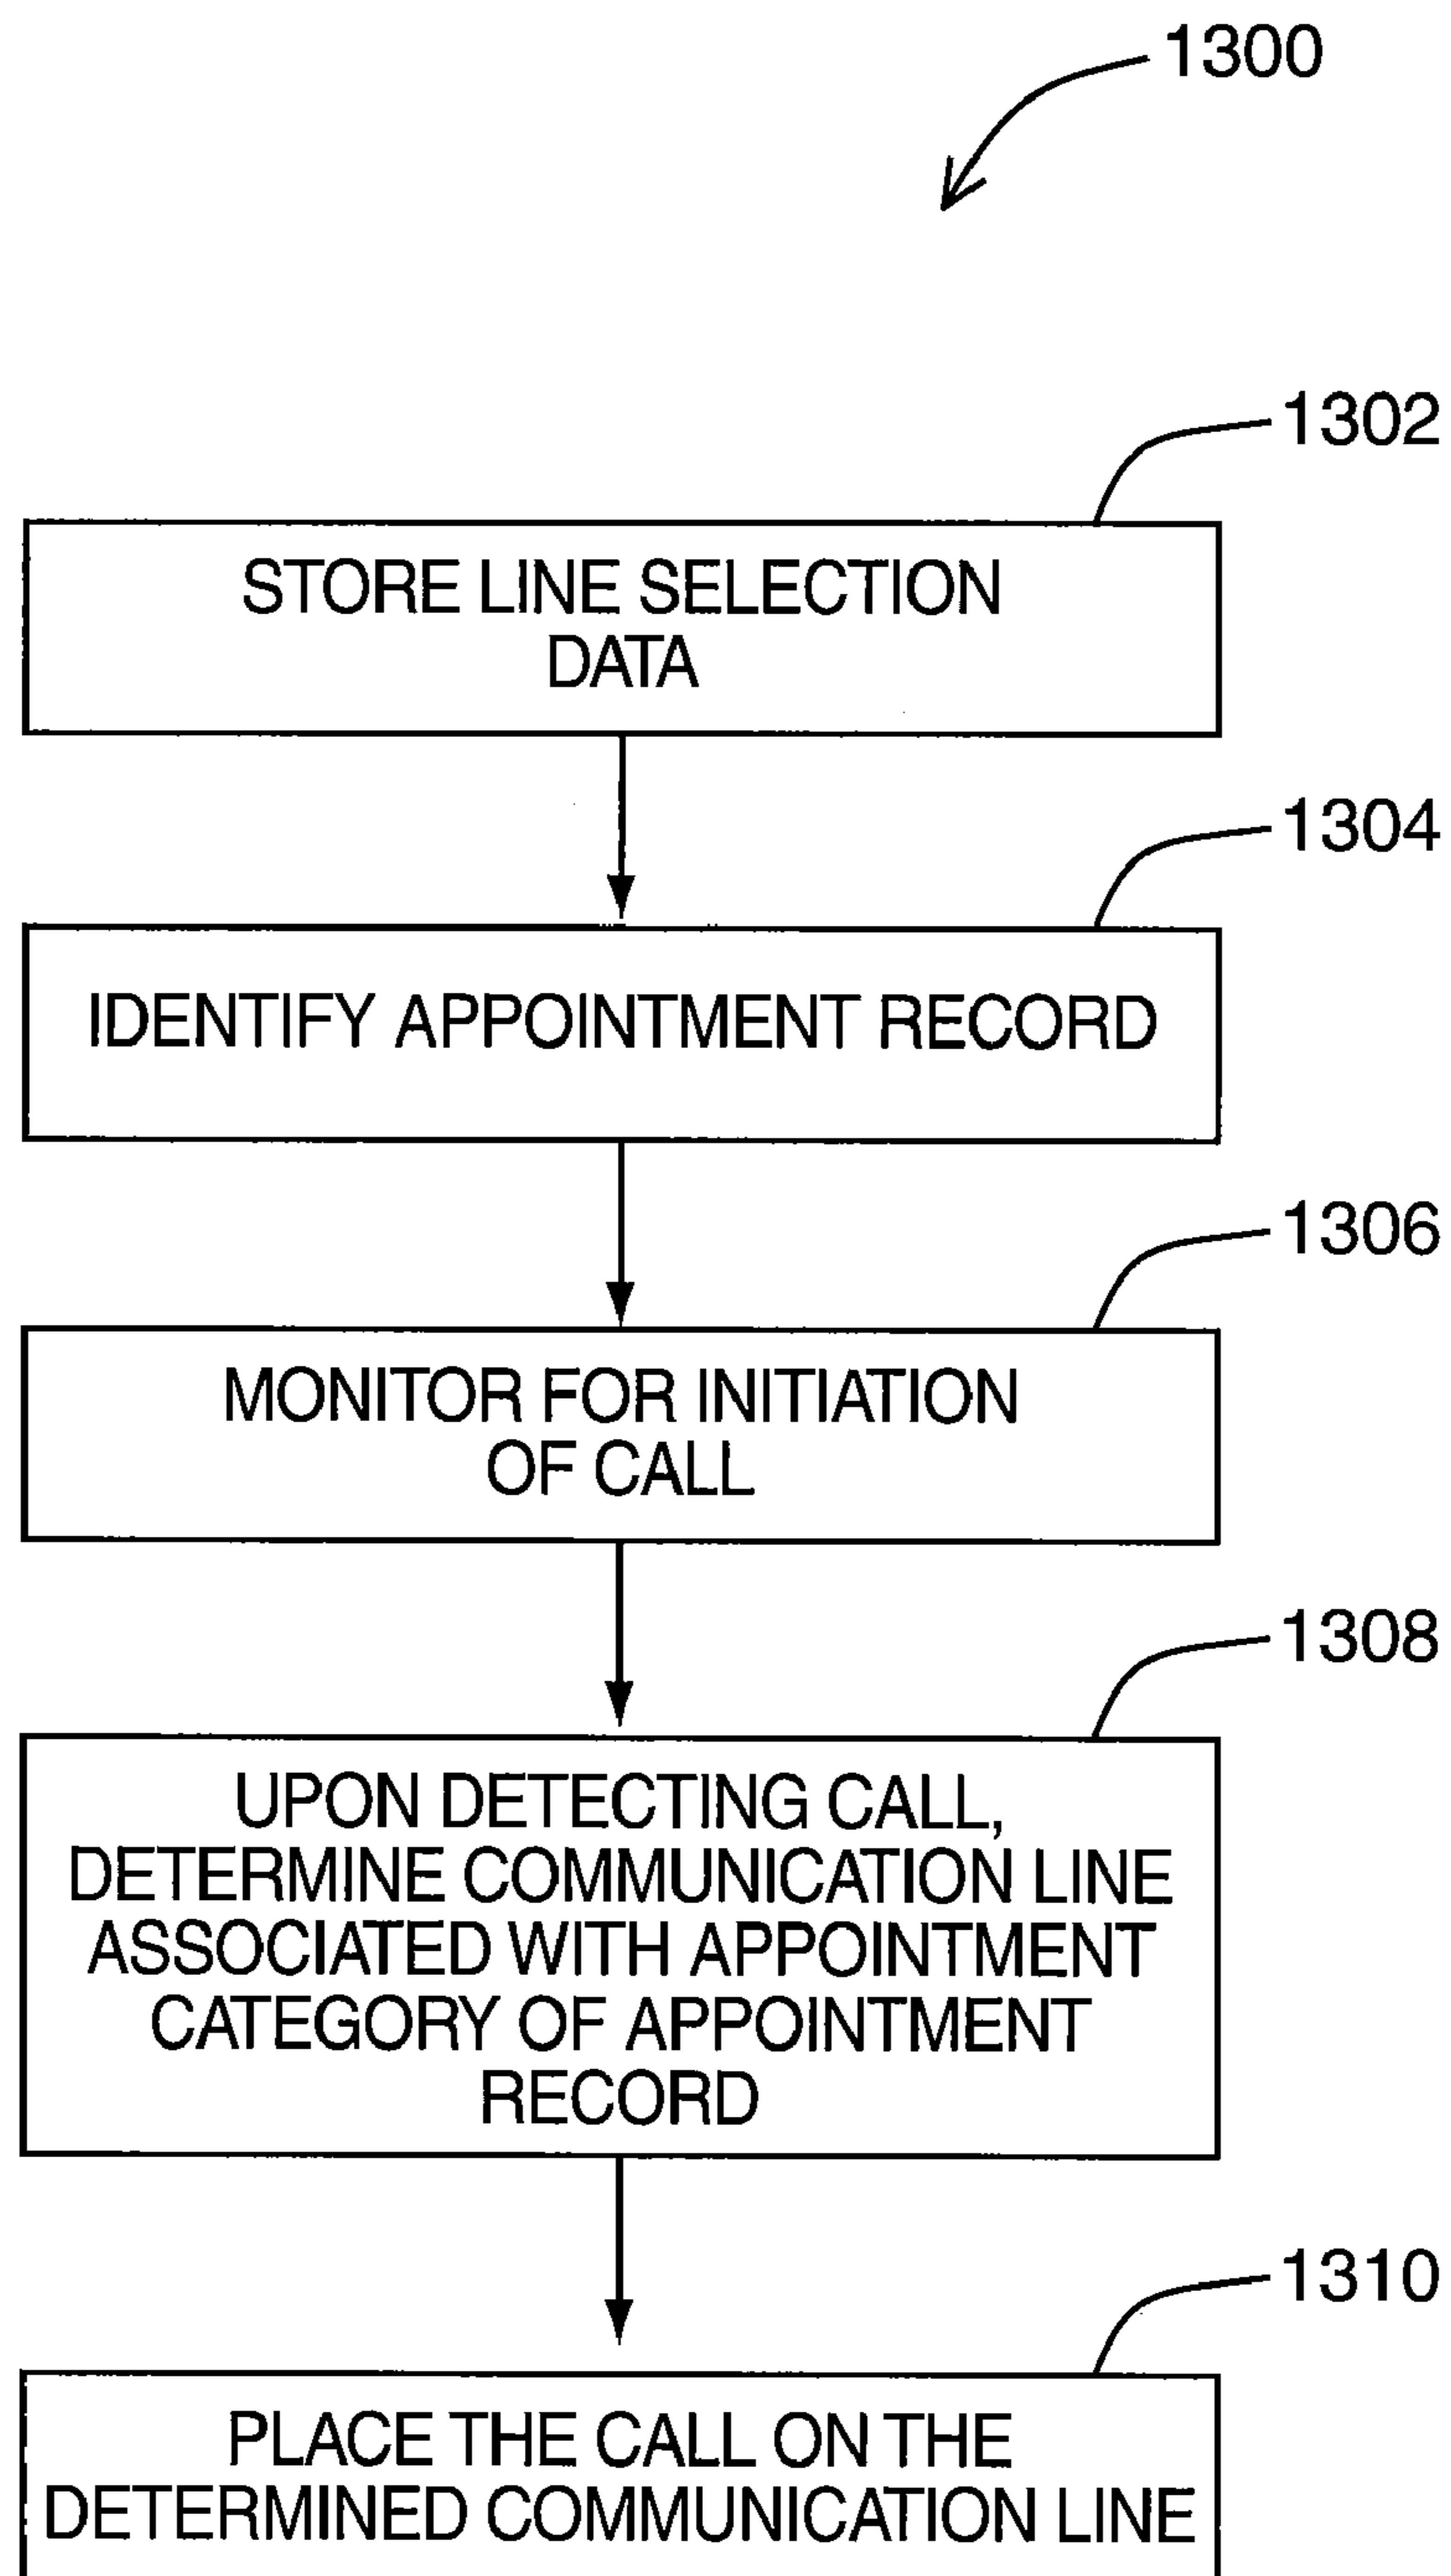 1300
1302
STORE LINE SELECTION
DATA
1304
IDENTIFY APPOINTMENT RECORD
1306
MONITOR FOR INITIATION
OF CALL
1308
UPON DETECTING CALL,
DETERMINE COMMUNICATION LINE
ASSOCIATED WITH APPOINTMENT
CATEGORY OF APPOINTMENT
RECORD
1310
PLACE THE CALL ON THE
DETERMINED COMMUNICATION LINE